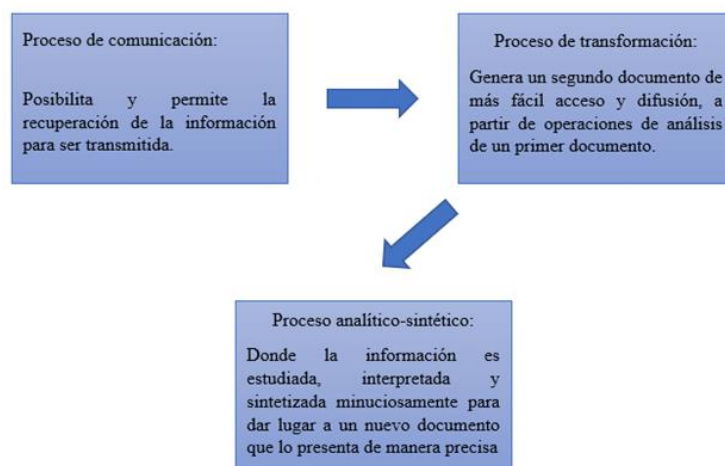 Proceso de comunicación:
Posibilita y permite la
recuperación de la información
para ser transmitida.
Proceso de transformación:
Genera un segundo documento de
más fácil acceso y difusión, a
partir de operaciones de análisis
de un primer documento.
Proceso analítico-sintético:
Donde la información es
estudiada, interpretada y
sintetizada minuciosamente para
dar lugar a un nuevo documento
que lo presenta de manera precisa